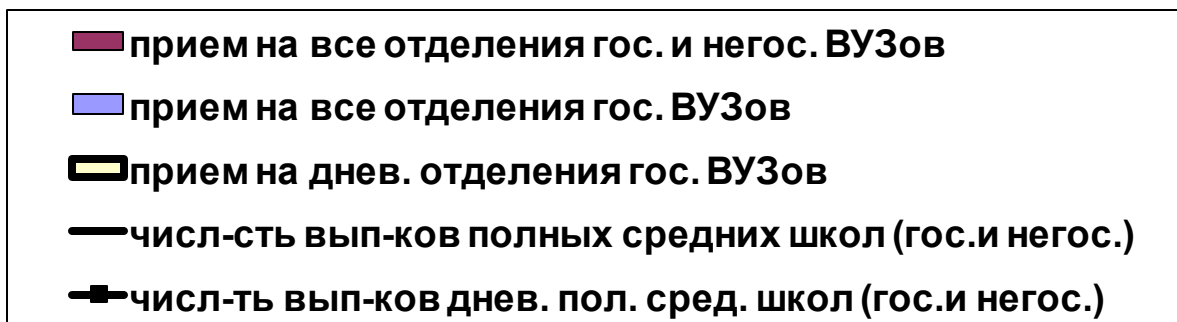 прием на все отделения гос. и негос. ВУЗов
прием на все отделения гос. ВУЗов
прием на днев. отделения гос. ВУЗов
числ-сть вып-ков полных средних школ (гос.и негос.)
числ-ть вып-ков днев. пол. сред. школ (гос.и негос.)